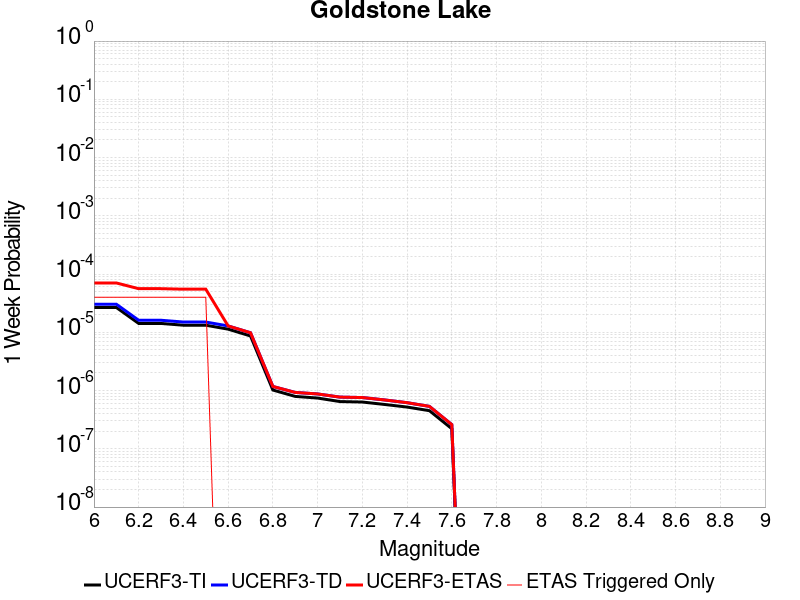 Goldstone Lake
10^0
10^-1
10^-2
10^-3
10^-4
10^-5
10^-6
10^-7
10^-8
1 Week Probability
6 6.2 6.4 6.6 6.8 7 7.2 7.4 7.6 7.8 8 8.2 8.4 8.6 8.8 9
Magnitude
UCERF3-TI UCERF3-TD UCERF3-ETAS ETAS Triggered Only